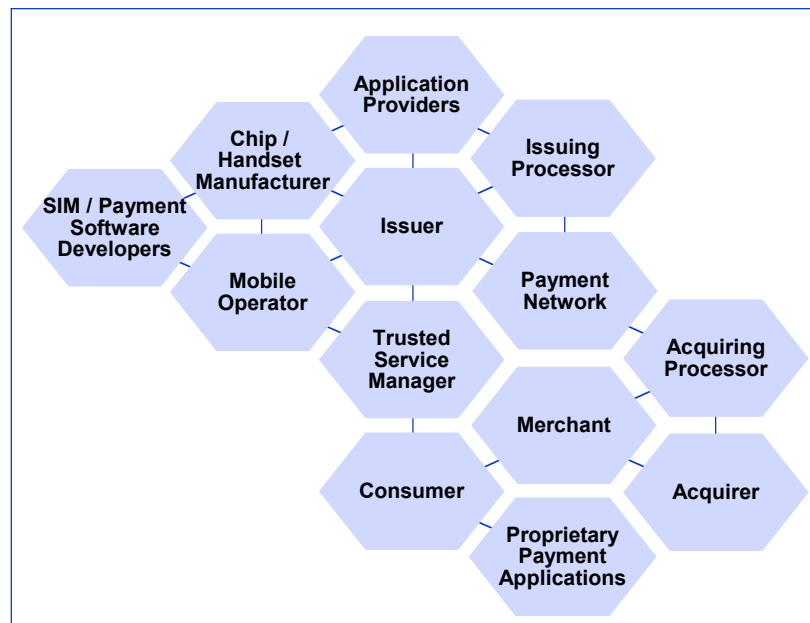 Application
Providers
Chip /
Handset
Manufacturer
Issuing
Processor
SIM / Payment
Software
Developers
Issuer
Mobile
Operator
Payment
Network
Trusted
Service
Manager
Acquiring
Processor
Merchant
Consumer
Acquirer
Proprietary
Payment
Applications